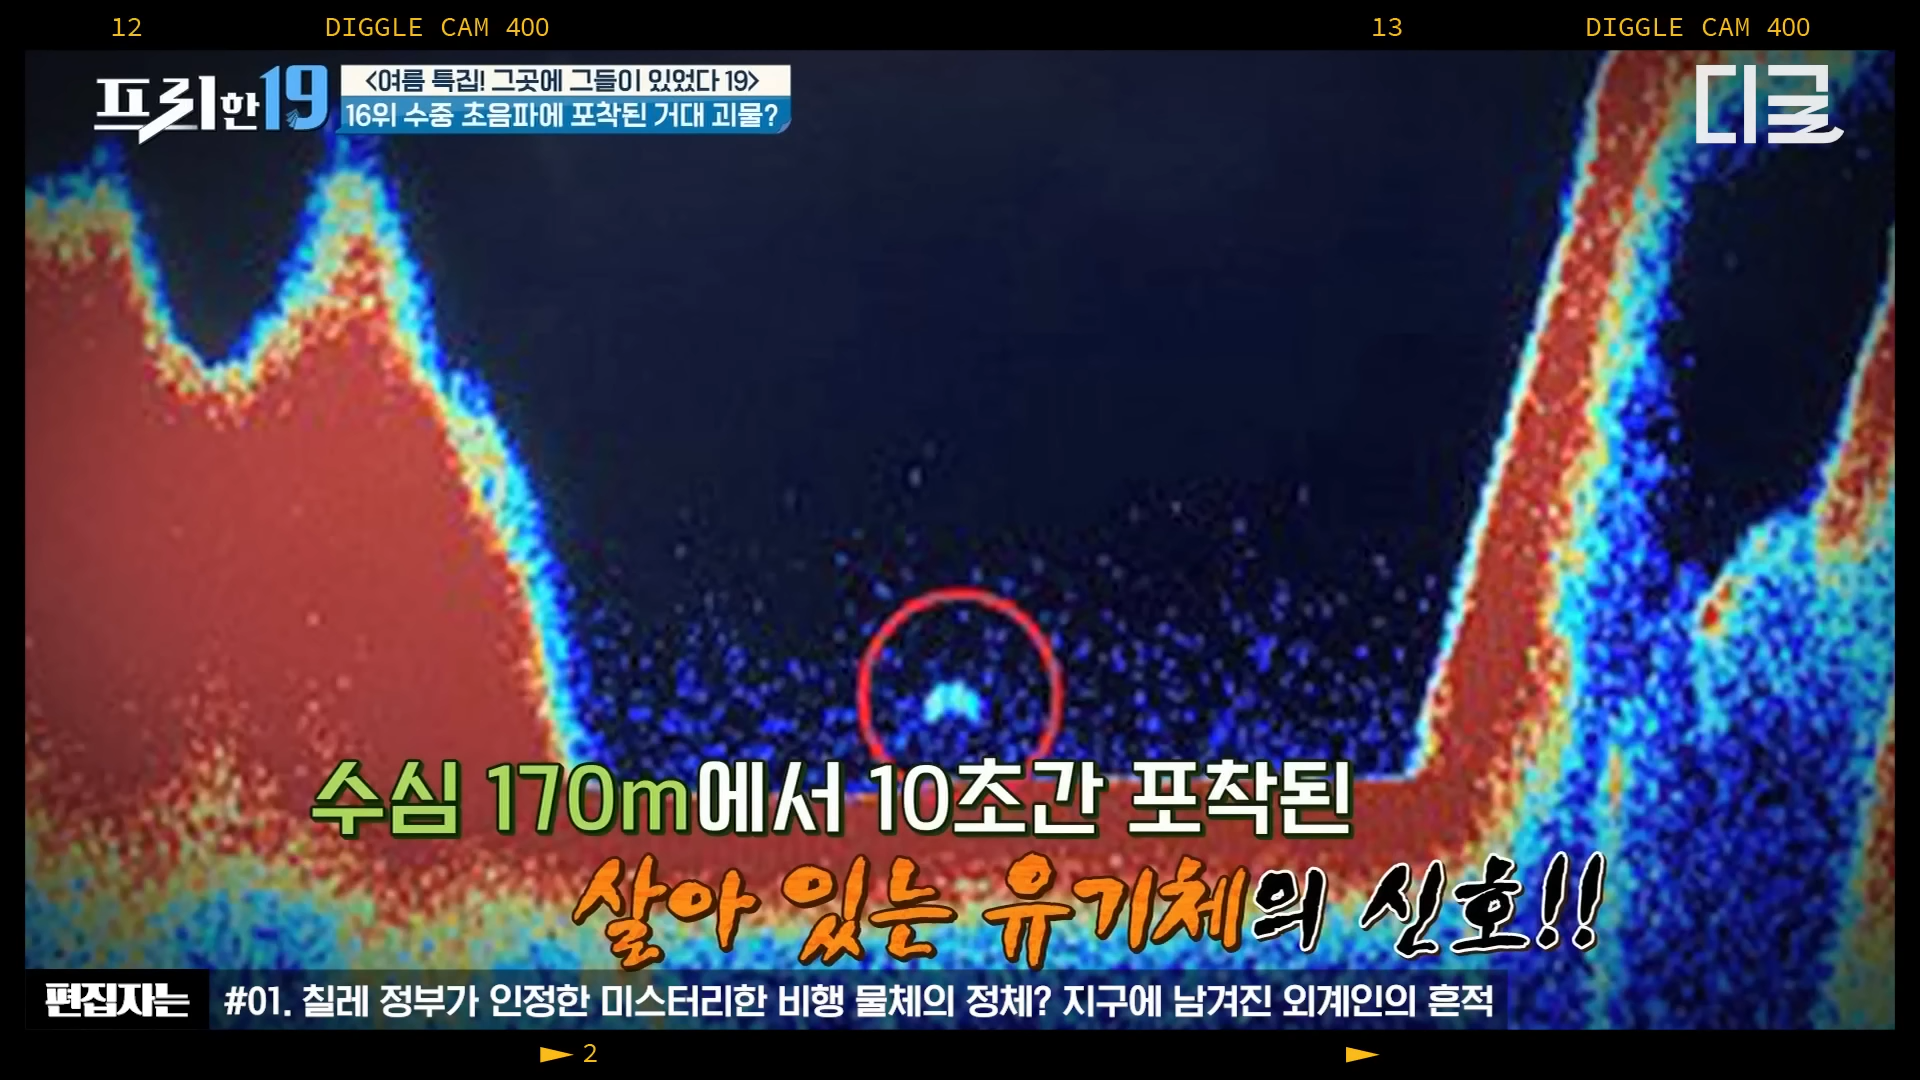 12
DIGGLE CAM 400
13
DIGGLE CAM 400
프리한19
<여름 특집! 그곳에 그들이 있었다 19>
16위 수중 초음파에 포착된 거대 괴물?
디글
수심 170m에서 10초간 포착된
살아 있는 유기체의 신호!!
편집자는
#01. 칠레 정부가 인정한 미스터리한 비행 물체의 정체? 지구에 남겨진 외계인의 흔적
2